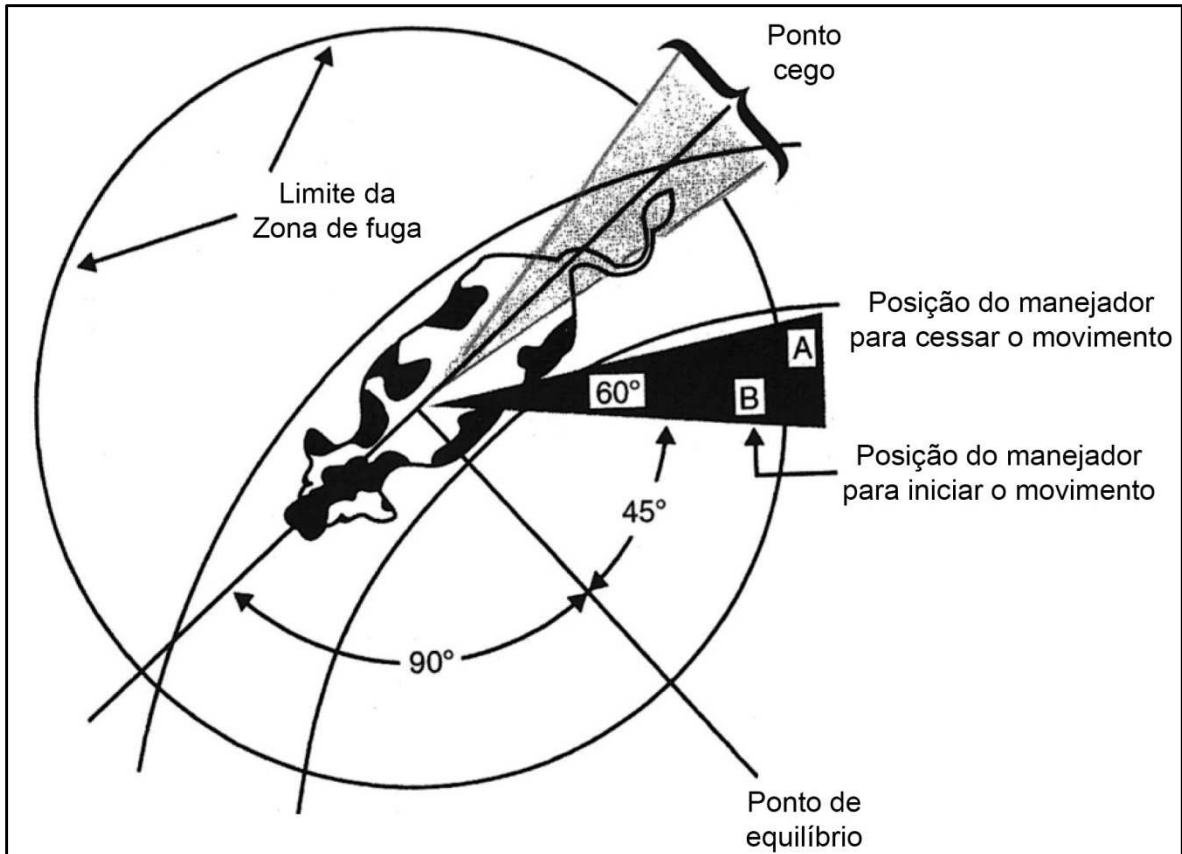 Ponto
cego
Limite da
Zona de fuga
Posição do manejador
para cessar o movimento
A
60°
B
Posição do manejador
para iniciar o movimento
45°
90°
Ponto de
equilíbrio